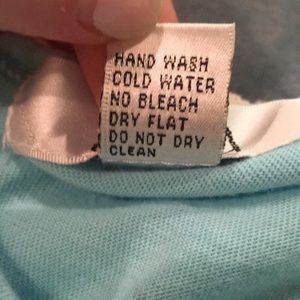 HAND WASH
COLD WATER
NO BLEACH
DRY FLAT
DO NOT DRY
CLEAN